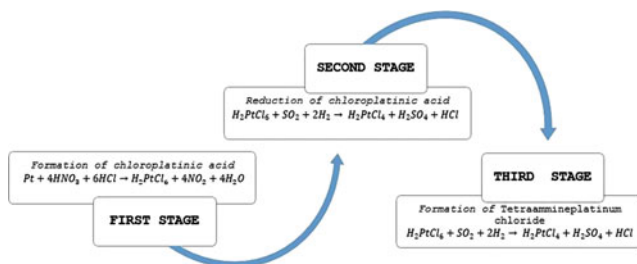 SECOND STAGE
Reduction of chloroplatinic acid
H₂PtCl₆ + SO₂ + 2H₂ → H₂PtCl₄ + H₂SO₄ + HCl
Formation of chloroplatinic acid
Pt + 4HNO₃ + 6HCl → H₂PtCl₆ + 4NO₂ + 4H₂O
FIRST STAGE
THIRD STAGE
Formation of Tetraammineplatinum
chloride
H₂PtCl₆ + SO₂ + 2H₂ → H₂PtCl₄ + H₂SO₄ + HCl